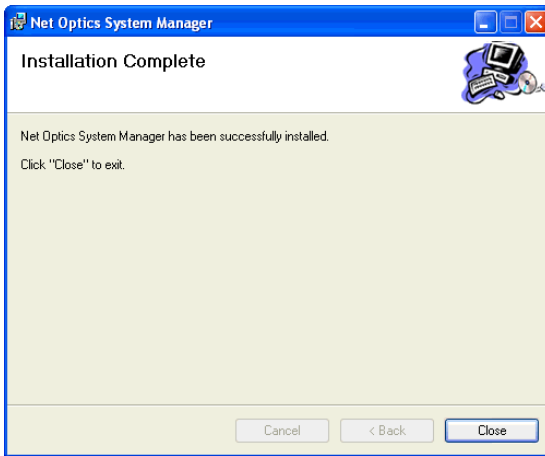 Net Optics System Manager
Installation Complete
Net Optics System Manager has been successfully installed.
Click "Close" to exit.
Cancel
< Back
Close